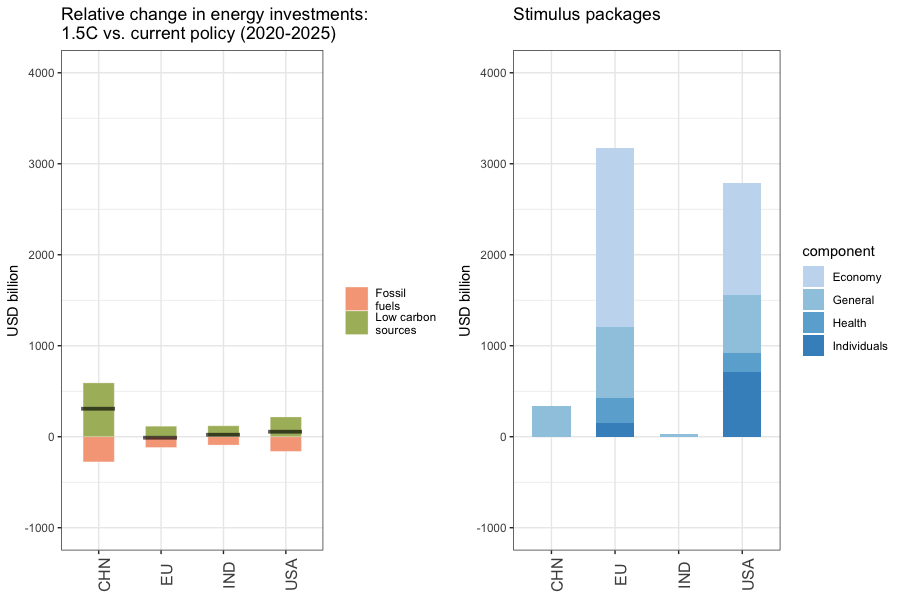 Relative change in energy investments:
1.5C vs. current policy (2020-2025)
USD billion
4000
3000
2000
1000
0
-1000
CHN
EU
IND
USA
Fossil
fuels
Low carbon
sources
Stimulus packages
USD billion
4000
3000
2000
1000
0
-1000
CHN
EU
IND
USA
component
Economy
General
Health
Individuals